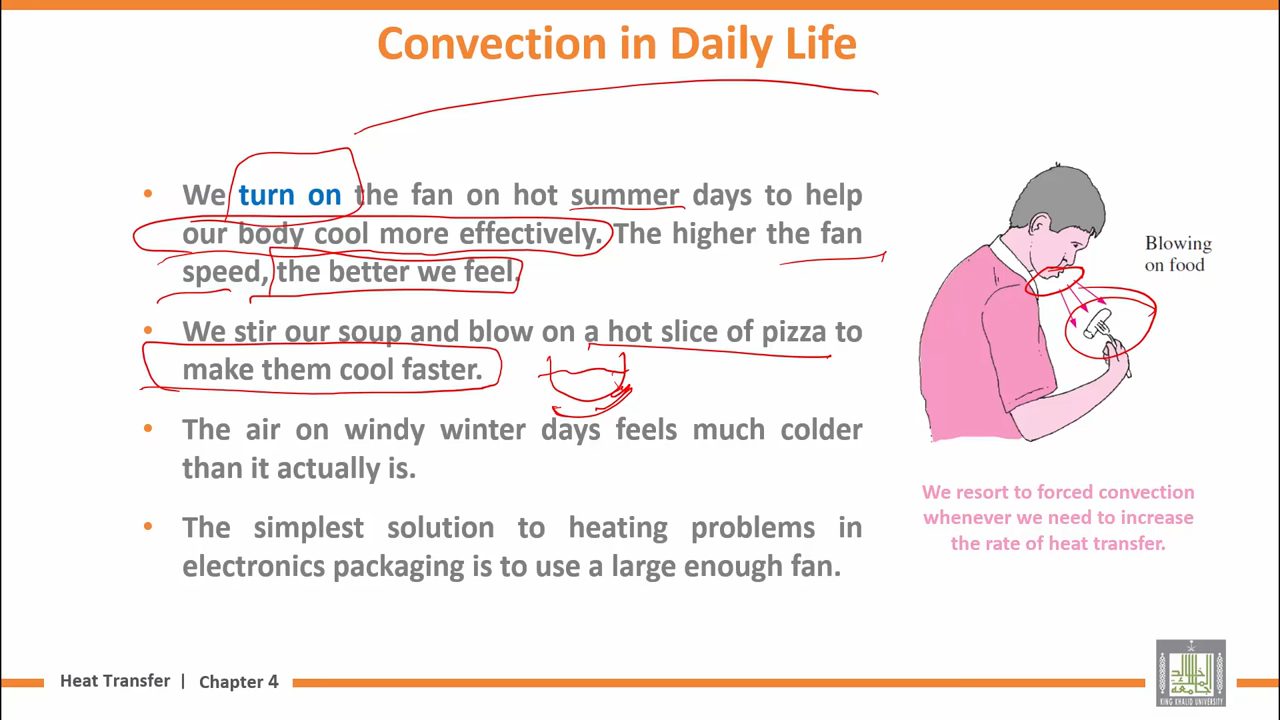 Convection in Daily Life
• We turn on the fan on hot summer days to help
our body cool more effectively. The higher the fan
speed, the better we feel.
• We stir our soup and blow on a hot slice of pizza to
make them cool faster.
• The air on windy winter days feels much colder
than it actually is.
• The simplest solution to heating problems in
electronics packaging is to use a large enough fan.
Blowing
on food
We resort to forced convection
whenever we need to increase
the rate of heat transfer.
Heat Transfer | Chapter 4
KING KHALID UNIVERSITY